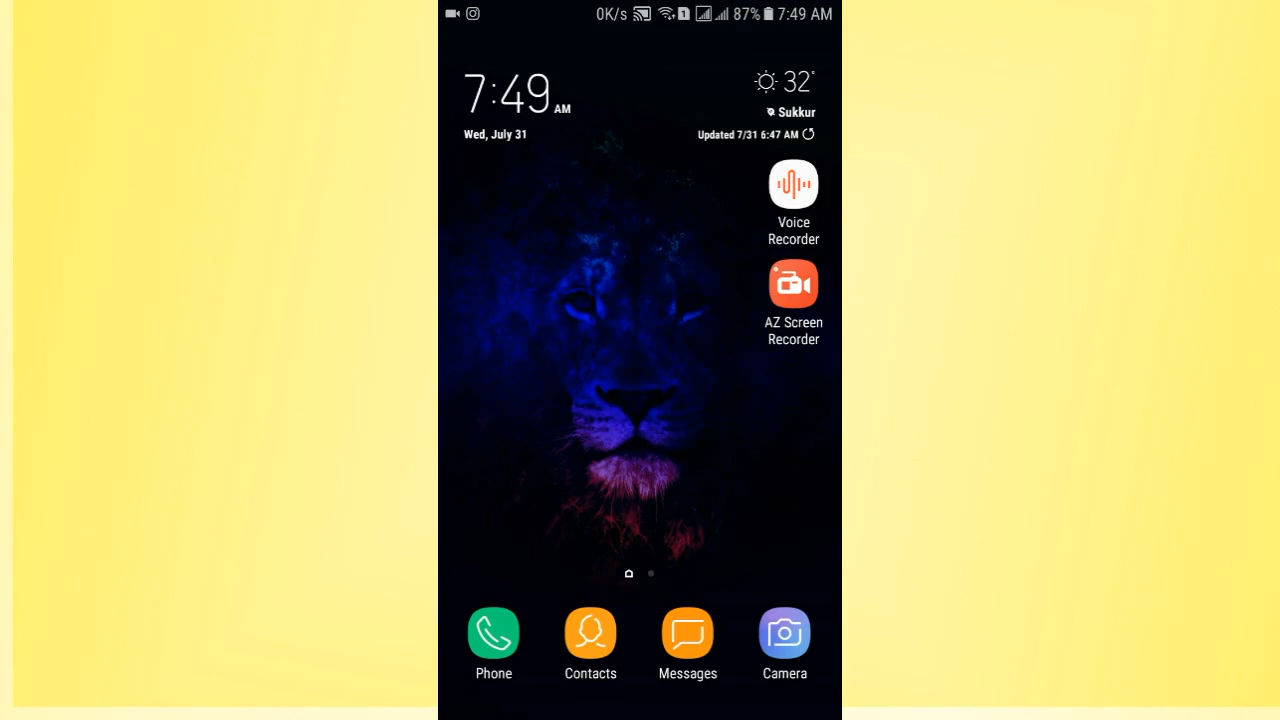 0K/s 1 87% 7:49 AM
7:49 AM
32°
Sukkur
Wed, July 31
Updated 7/31 6:47 AM
Voice
Recorder
AZ Screen
Recorder
Phone
Contacts
Messages
Camera